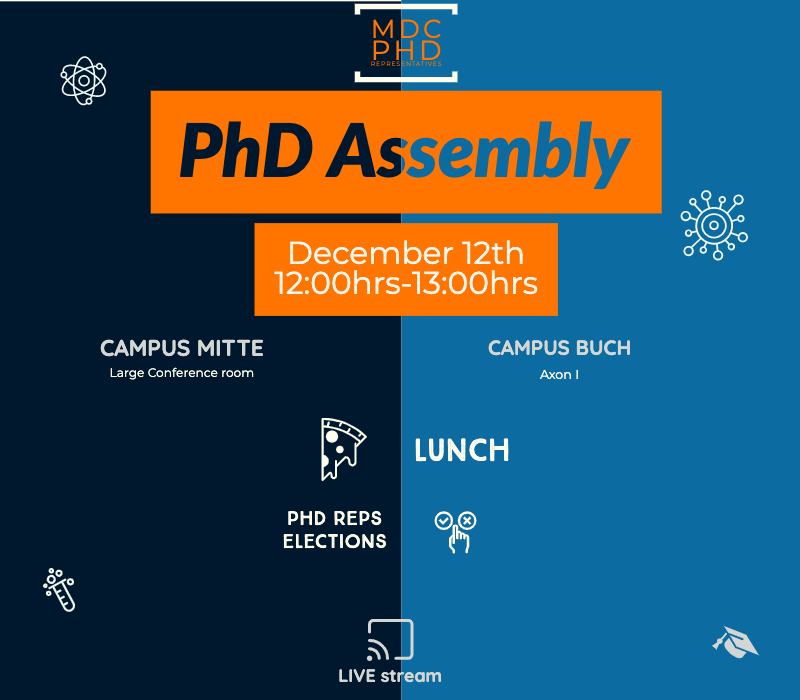 MDC
PHD
REPRESENTATIVES
PhD Assembly
December 12th
12:00hrs-13:00hrs
CAMPUS MITTE
Large Conference room
CAMPUS BUCH
Axon I
LUNCH
PHD REPS
ELECTIONS
LIVE stream